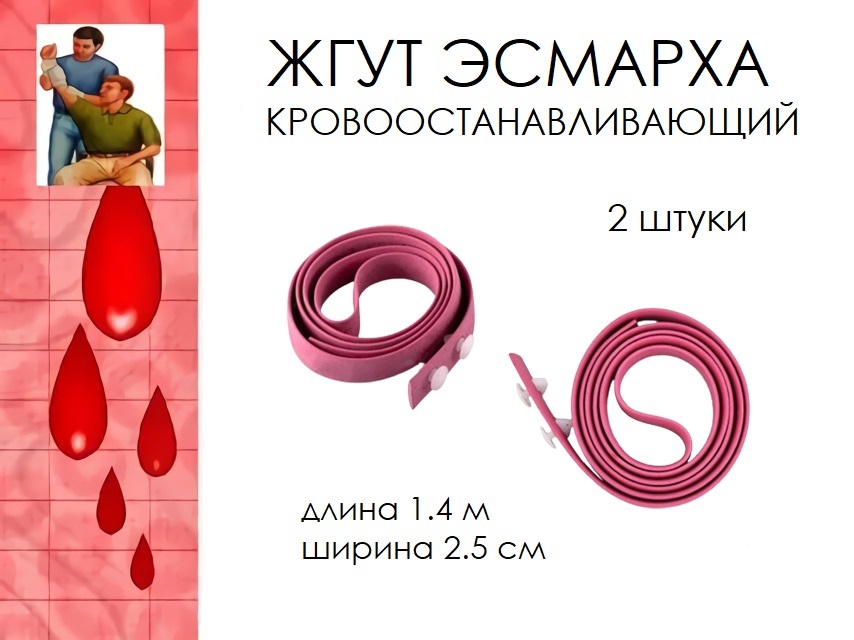 ЖГУТ ЭСМАРХА
КРОВООСТАНАВЛИВАЮЩИЙ
2 штуки
длина 1.4 м
ширина 2.5 см